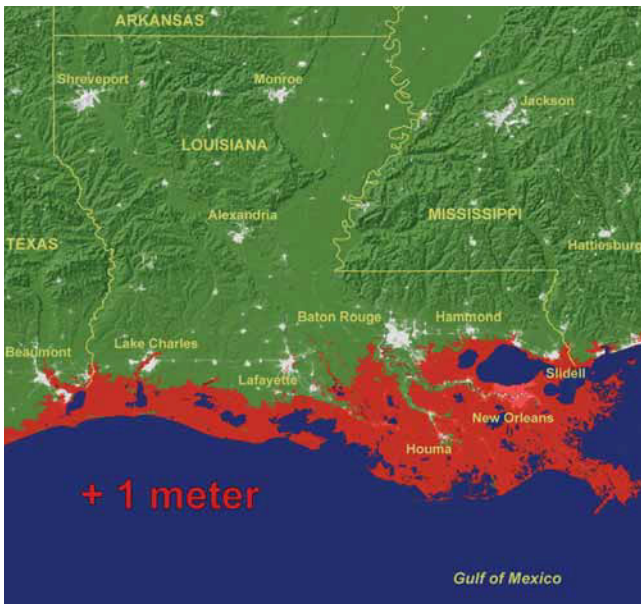 ARKANSAS
Shreveport
Monroe
Jackson
LOUISIANA
Alexandria
MISSISSIPPI
TEXAS
Hattiesburg
Baton Rouge
Hammond
Beaumont
Lake Charles
Lafayette
Slidell
New Orleans
Houma
+ 1 meter
Gulf of Mexico